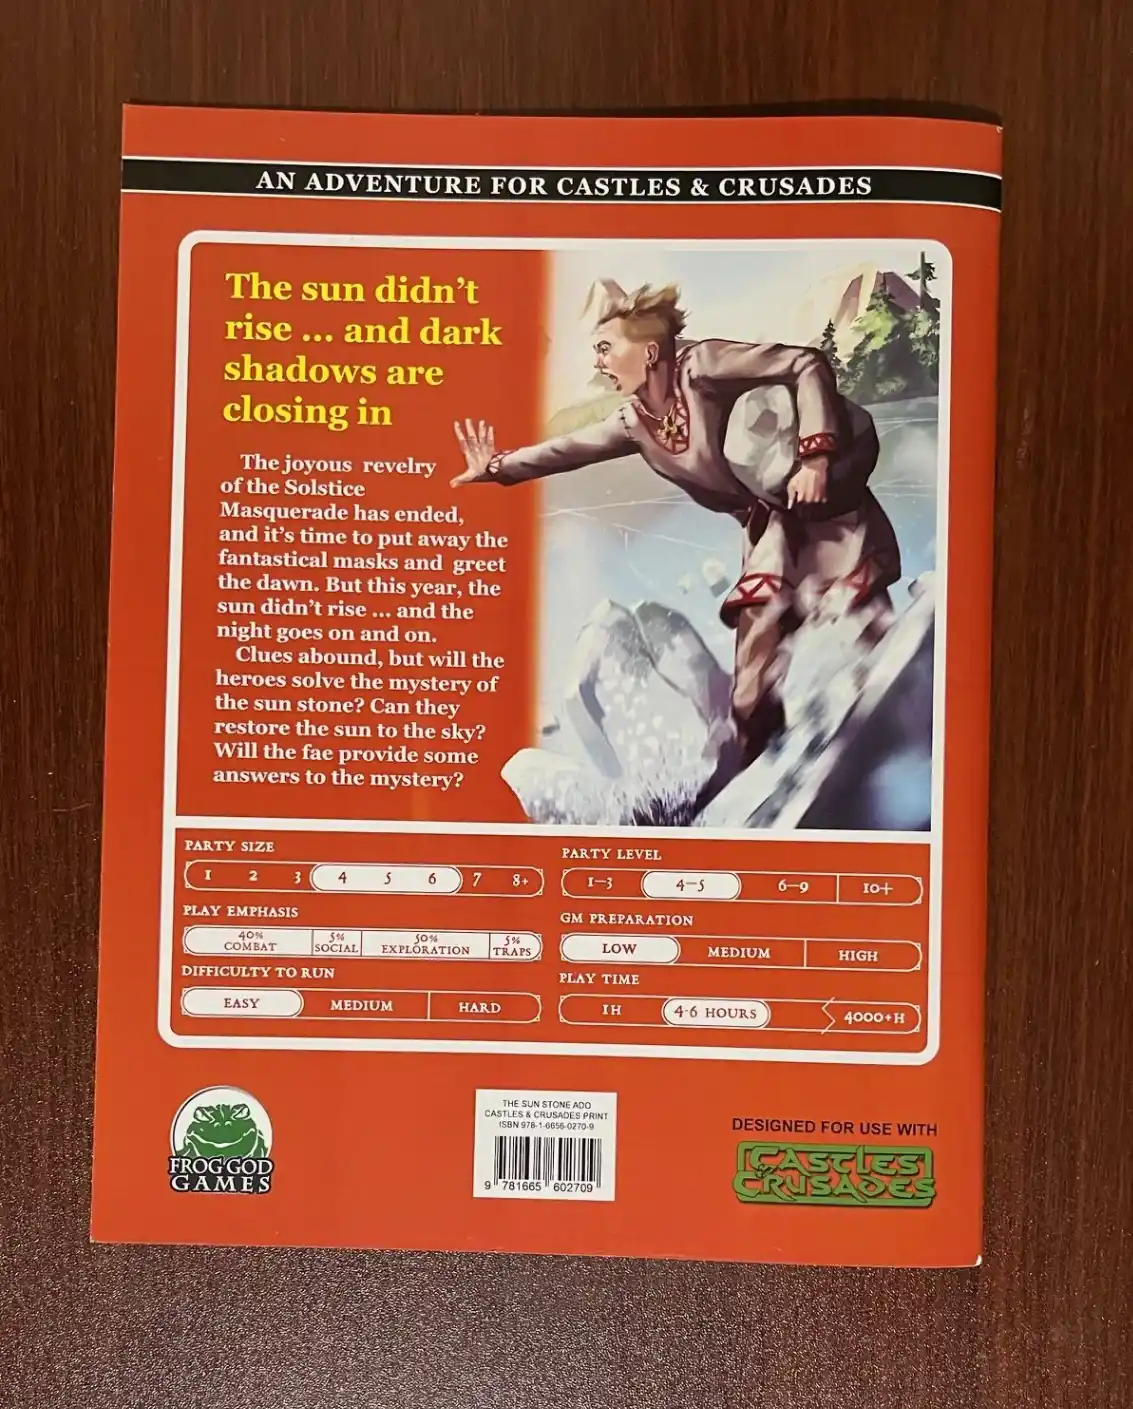 AN ADVENTURE FOR CASTLES & CRUSADES
The sun didn't
rise ... and dark
shadows are
closing in
The joyous revelry
of the Solstice
Masquerade has ended,
and it's time to put away the
fantastical masks and greet
the dawn. But this year, the
sun didn't rise ... and the
night goes on and on.
Clues abound, but will the
heroes solve the mystery of
the sun stone? Can they
restore the sun to the sky?
Will the fae provide some
answers to the mystery?
PARTY SIZE
1 2 3 4 5 6 7 8+
PLAY EMPHASIS
40% COMBAT 5% SOCIAL 50% EXPLORATION 5% TRAPS
DIFFICULTY TO RUN
EASY MEDIUM HARD
PARTY LEVEL
1–3 4–5 6–9 10+
GM PREPARATION
LOW MEDIUM HIGH
PLAY TIME
1H 4-6 HOURS 4000+H
FROG GOD
GAMES
THE SUN STONE ADO
CASTLES & CRUSADES PRINT
ISBN 978-1-6656-0270-9
9 781665 602709
DESIGNED FOR USE WITH
CASTLES
& CRUSADES